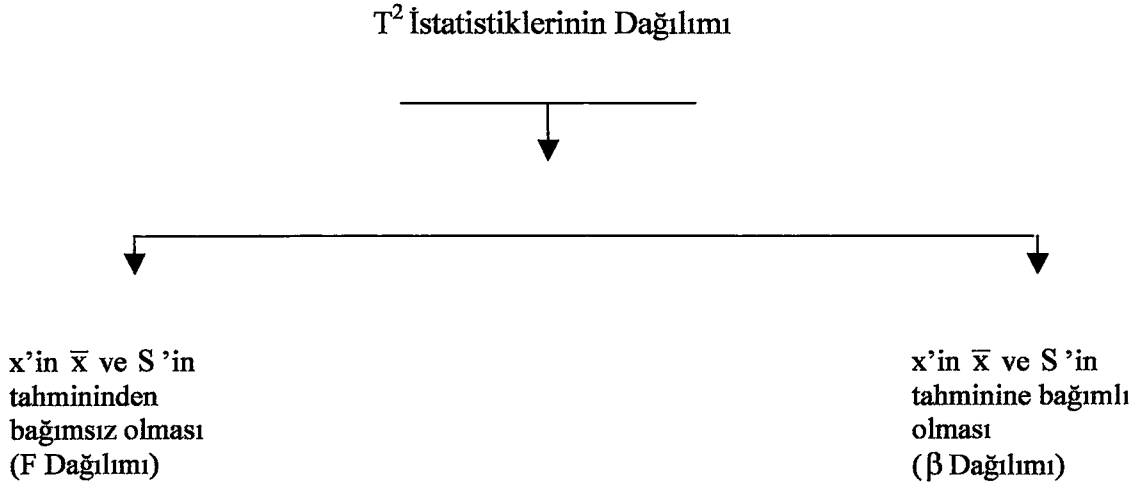 T² İstatistiklerinin Dağılımı
x'in x̅ ve S 'in
tahmininden
bağımsız olması
(F Dağılımı)
x'in x̅ ve S 'in
tahminine bağımlı
olması
(β Dağılımı)